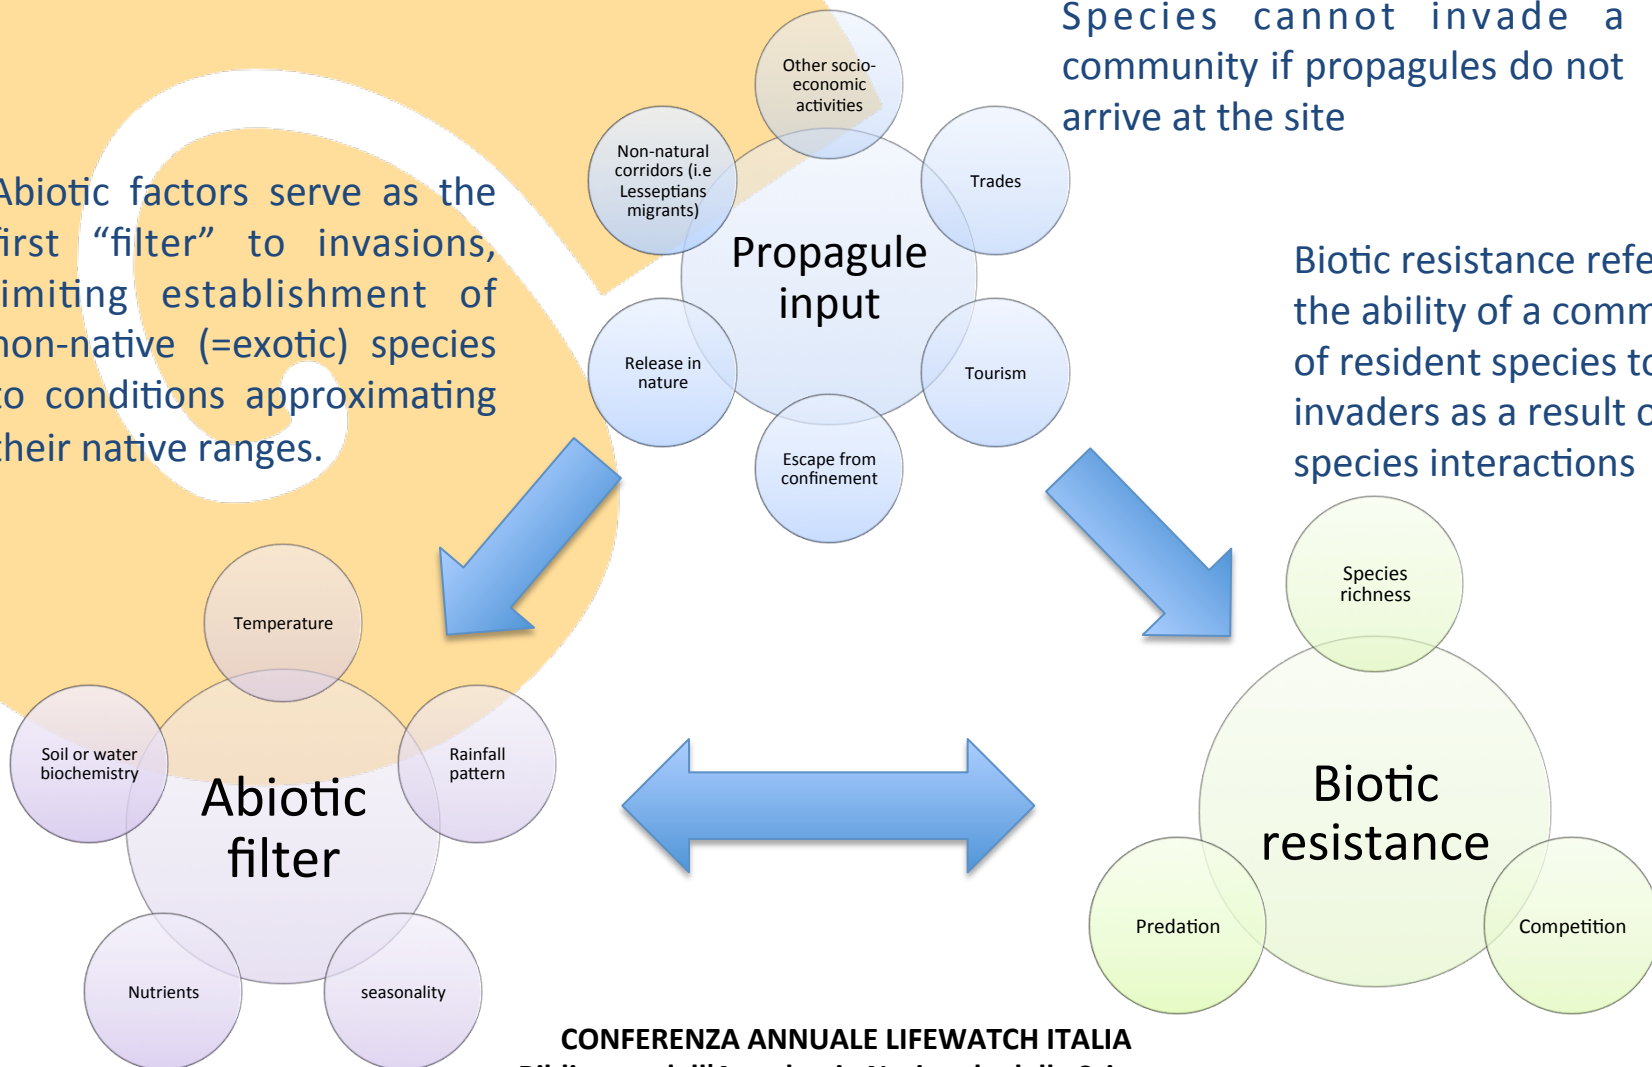 Species cannot invade a
community if propagules do not
arrive at the site
Abiotic factors serve as the
first “filter” to invasions,
limiting establishment of
non-native (=exotic) species
to conditions approximating
their native ranges.
Other socio-
economic
activities
Non-natural
corridors (i.e
Lesseptians
migrants)
Trades
Propagule
input
Release in
nature
Tourism
Escape from
confinement
Biotic resistance
the ability of a
of resident species to
invaders as a result
species interactions
Temperature
Soil or water
biochemistry
Rainfall
pattern
Abiotic
filter
Nutrients
seasonality
Species
richness
Biotic
resistance
Predation
Competition
CONFERENZA ANNUALE LIFEWATCH ITALIA